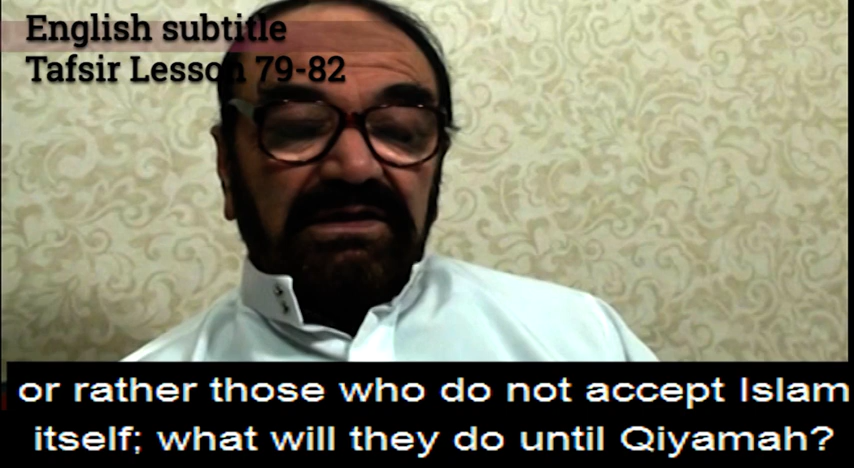 English subtitle
Tafsir Lesson 79-82
or rather those who do not accept Islam
itself; what will they do until Qiyamah?